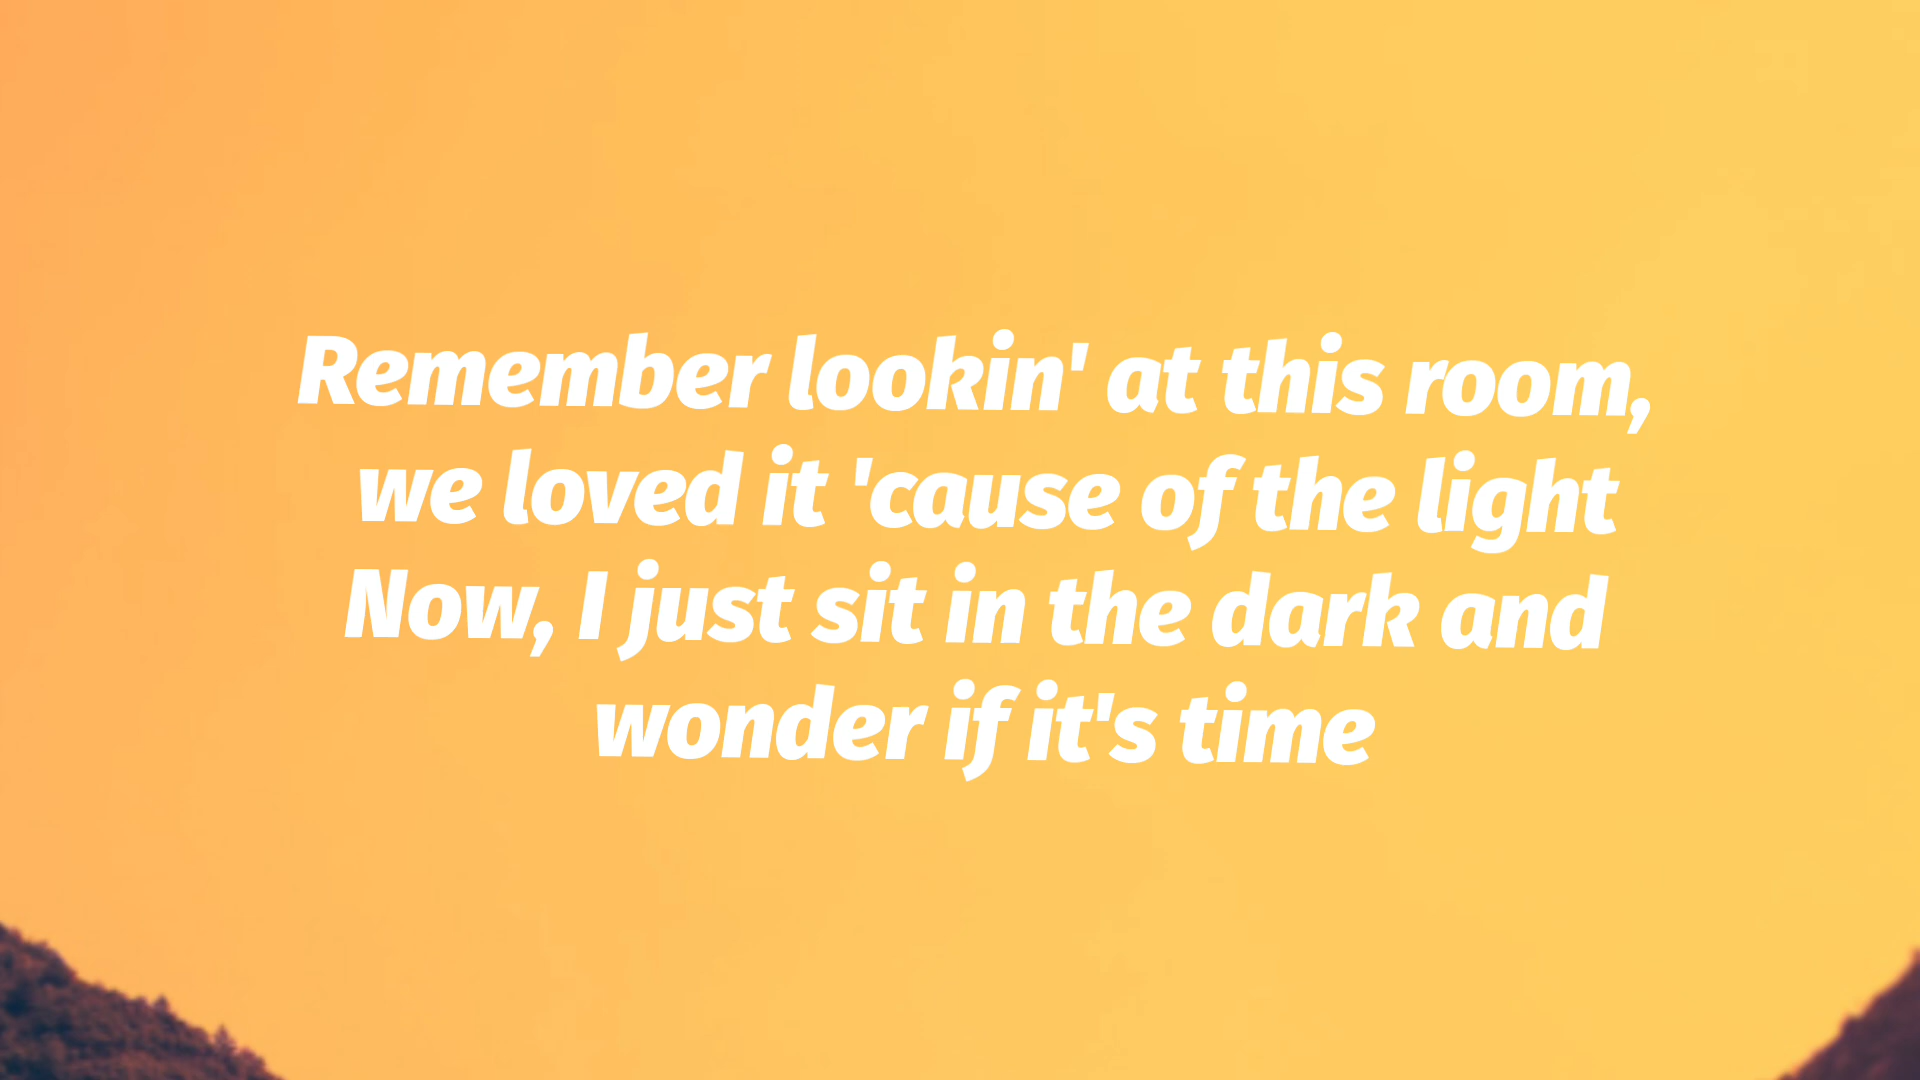 Remember lookin' at this room,
we loved it 'cause of the light
Now, I just sit in the dark and
wonder if it's time